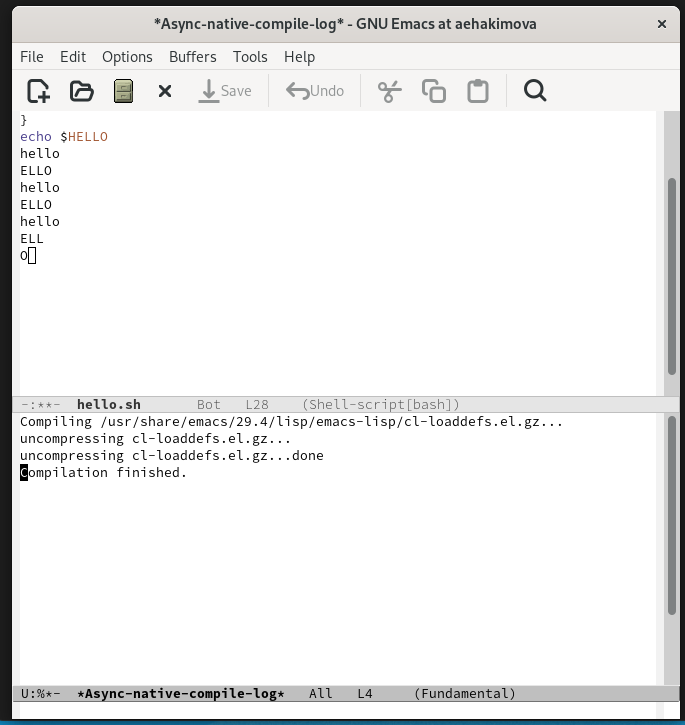 *Async-native-compile-log* - GNU Emacs at aehakimova
File Edit Options Buffers Tools Help
Save Undo
}
echo $HELLO
hello
ELLO
hello
ELLO
hello
ELL
O
-:**-  hello.sh       Bot   L28    (Shell-script[bash])
Compiling /usr/share/emacs/29.4/lisp/emacs-lisp/cl-loaddefs.el.gz...
uncompressing cl-loaddefs.el.gz...
uncompressing cl-loaddefs.el.gz...done
Compilation finished.
U:%*-  *Async-native-compile-log*   All   L4     (Fundamental)